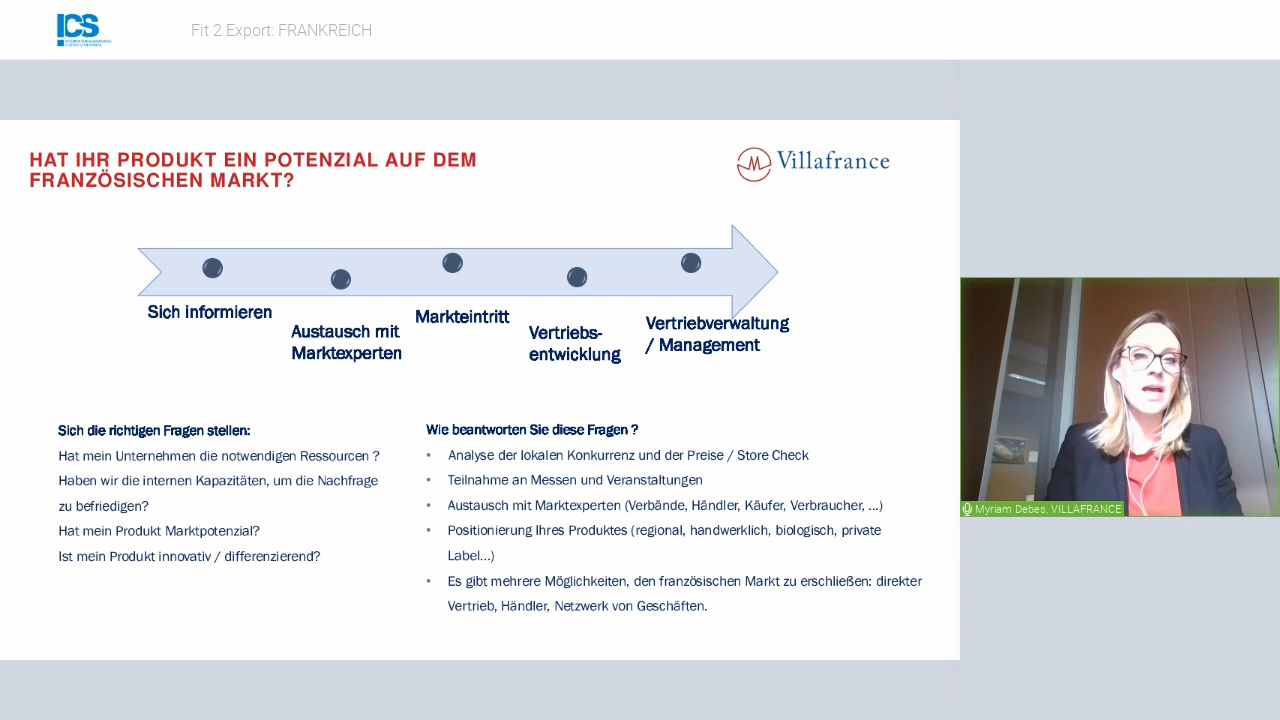 ICS
Fit 2 Export: FRANKREICH
HAT IHR PRODUKT EIN POTENZIAL AUF DEM
FRANZÖSISCHEN MARKT?
Villafrance
Sich informieren
Austausch mit
Marktexperten
Markteintritt
Vertriebs-
entwicklung
Vertriebverwaltung
/ Management
Sich die richtigen Fragen stellen:
Hat mein Unternehmen die notwendigen Ressourcen ?
Haben wir die internen Kapazitäten, um die Nachfrage
zu befriedigen?
Hat mein Produkt Marktpotenzial?
Ist mein Produkt innovativ / differenzierend?
Wie beantworten Sie diese Fragen ?
• Analyse der lokalen Konkurrenz und der Preise / Store Check
• Teilnahme an Messen und Veranstaltungen
• Austausch mit Marktexperten (Verbände, Händler, Käufer, Verbraucher, ...)
• Positionierung Ihres Produktes (regional, handwerklich, biologisch, private
Label...)
• Es gibt mehrere Möglichkeiten, den französischen Markt zu erschließen: direkter
Vertrieb, Händler, Netzwerk von Geschäften.
Myriam Debes, VILLAFRANCE